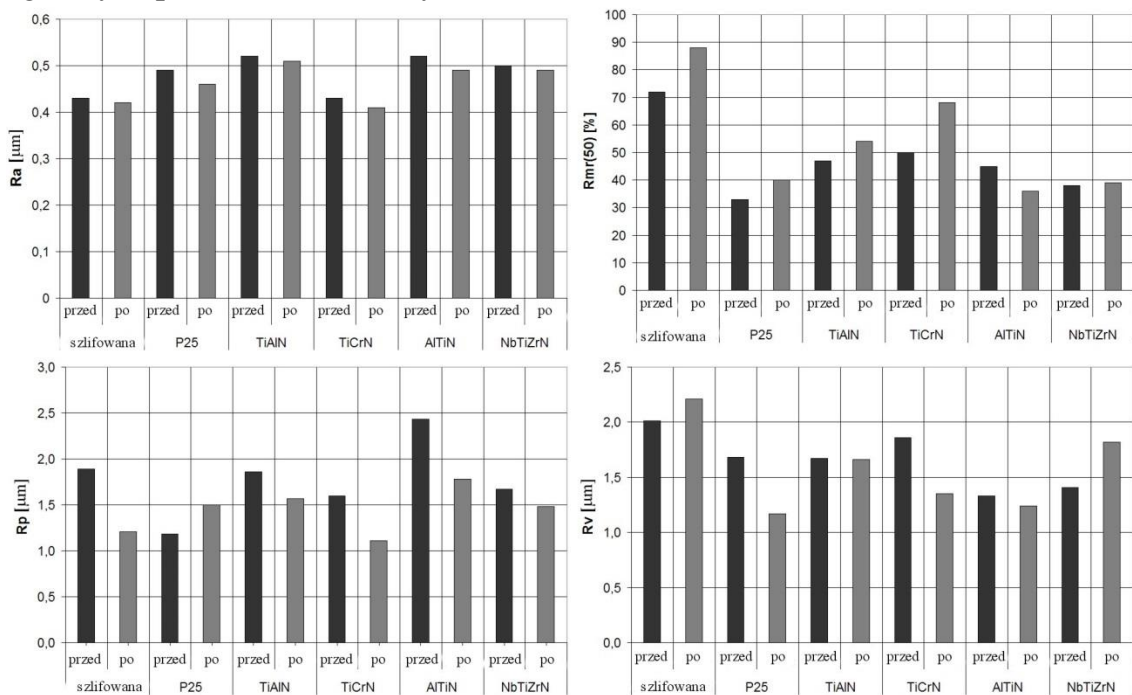 0,6
0,5
0,4
0,3
0,2
0,1
0
Ra [µm]
przed po przed po przed po przed po przed po przed po
szlifowana P25 TiAlN TiCrN AlTiN NbTiZrN
100
90
80
70
60
50
40
30
20
10
0
Rmr(50) [%]
przed po przed po przed po przed po przed po przed po
szlifowana P25 TiAlN TiCrN AlTiN NbTiZrN
3,0
2,5
2,0
1,5
1,0
0,5
0,0
Rp [µm]
przed po przed po przed po przed po przed po przed po
szlifowana P25 TiAlN TiCrN AlTiN NbTiZrN
2,5
2,0
1,5
1,0
0,5
0,0
Rv [µm]
przed po przed po przed po przed po przed po przed po
szlifowana P25 TiAlN TiCrN AlTiN NbTiZrN